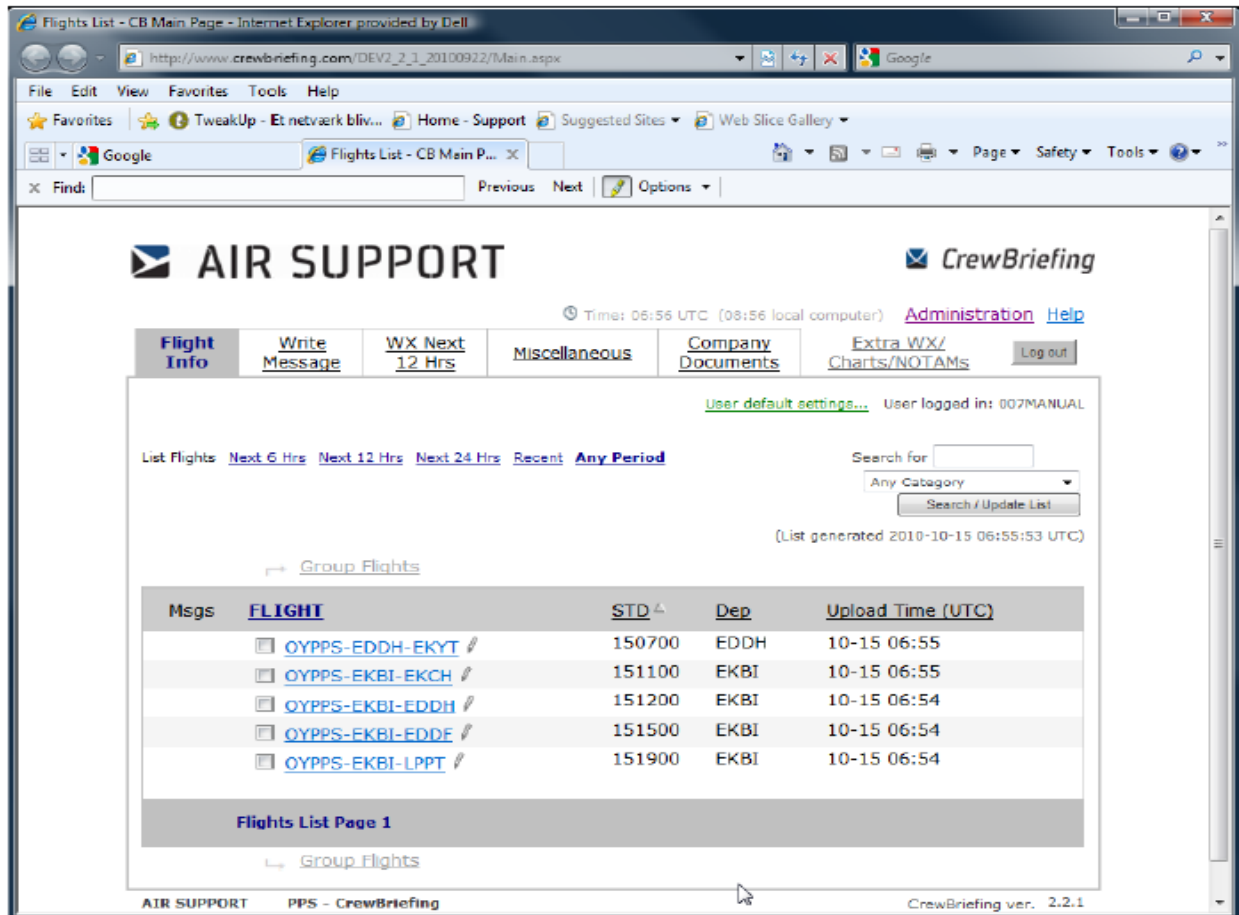 Flights List - CB Main Page - Internet Explorer provided by Dell
http://www.crewbriefing.com/DEV2_2_1_20100922/Main.aspx
Google
File Edit View Favorites Tools Help
Favorites TweakUp - Et netværk bliv... Home - Support Suggested Sites Web Slice Gallery
Google Flights List - CB Main P... Page Safety Tools
Find: Previous Next Options
AIR SUPPORT CrewBriefing
Time: 06:56 UTC (08:56 local computer) Administration Help
Flight Info
Write Message
WX Next 12 Hrs
Miscellaneous
Company Documents
Extra WX/ Charts/NOTAMs
Log out
User default settings... User logged in: 007MANUAL
List Flights Next 6 Hrs Next 12 Hrs Next 24 Hrs Recent Any Period Search for
Any Category
Search / Update List
(List generated 2010-10-15 06:55:53 UTC)
Group Flights
Msgs FLIGHT STD Dep Upload Time (UTC)
OYPPS-EDDH-EKYT 150700 EDDH 10-15 06:55
OYPPS-EKBI-EKCH 151100 EKBI 10-15 06:55
OYPPS-EKBI-EDDH 151200 EKBI 10-15 06:54
OYPPS-EKBI-EDDF 151500 EKBI 10-15 06:54
OYPPS-EKBI-LPPT 151900 EKBI 10-15 06:54
Flights List Page 1
Group Flights
AIR SUPPORT PPS - CrewBriefing CrewBriefing ver. 2.2.1